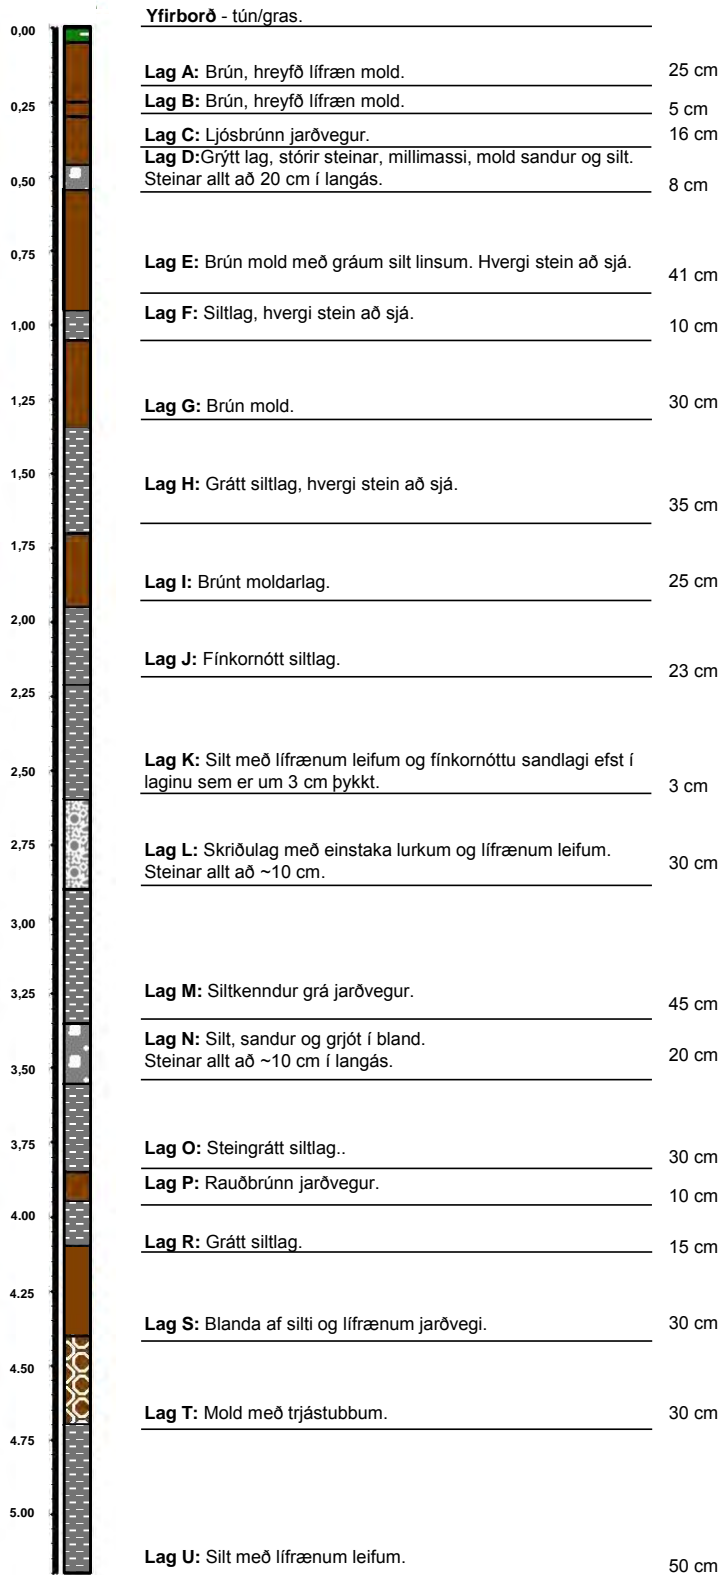 Yfirborð - tún/gras.
0,00
Lag A: Brún, hreyfð lífræn mold. 25 cm
Lag B: Brún, hreyfð lífræn mold. 5 cm
0,25
Lag C: Ljósbrúnn jarðvegur. 16 cm
Lag D:Grýtt lag, stórir steinar, millimassi, mold sandur og silt.
Steinar allt að 20 cm í langás. 8 cm
0,50
0,75
Lag E: Brún mold með gráum silt linsum. Hvergi stein að sjá. 41 cm
Lag F: Siltlag, hvergi stein að sjá. 10 cm
1,00
1,25
Lag G: Brún mold. 30 cm
1,50
Lag H: Grátt siltlag, hvergi stein að sjá. 35 cm
1,75
Lag I: Brúnt moldarlag. 25 cm
2,00
Lag J: Fínkornótt siltlag. 23 cm
2,25
2,50
Lag K: Silt með lífrænum leifum og fínkornóttu sandlagi efst í
laginu sem er um 3 cm þykkt. 3 cm
2,75
Lag L: Skriðulag með einstaka lurkum og lífrænum leifum.
Steinar allt að ~10 cm. 30 cm
3,00
3,25
Lag M: Siltkenndur grá jarðvegur. 45 cm
Lag N: Silt, sandur og grjót í bland.
Steinar allt að ~10 cm í langás. 20 cm
3,50
3,75
Lag O: Steingrátt siltlag.. 30 cm
Lag P: Rauðbrúnn jarðvegur. 10 cm
4.00
Lag R: Grátt siltlag. 15 cm
4.25
Lag S: Blanda af silti og lífrænum jarðvegi. 30 cm
4.50
Lag T: Mold með trjástubbum. 30 cm
4.75
5.00
Lag U: Silt með lífrænum leifum. 50 cm